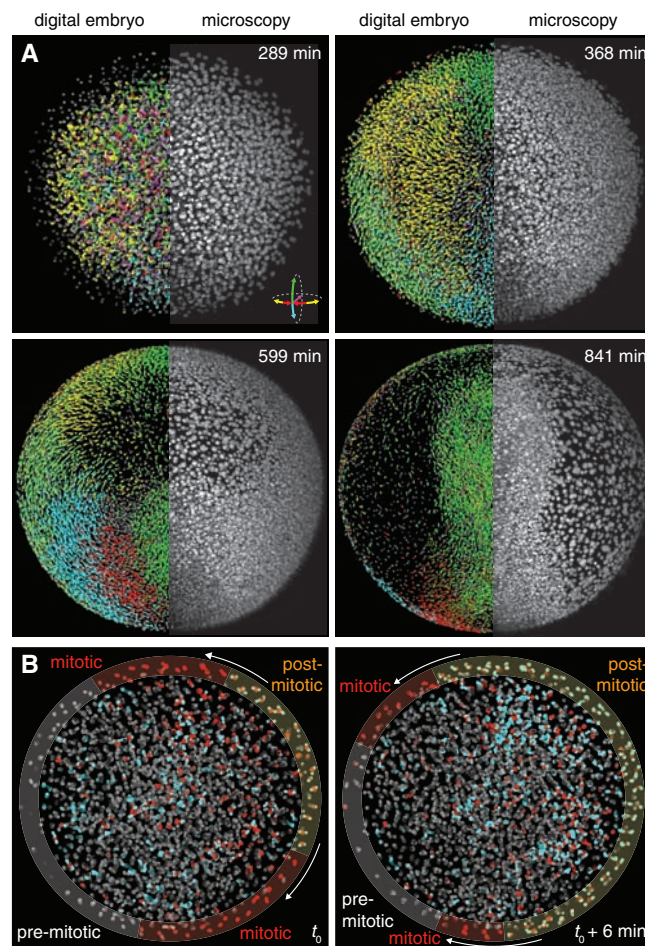 digital embryo microscopy digital embryo microscopy
A 289 min 368 min
599 min 841 min
B mitotic post-
mitotic
pre-mitotic mitotic t0
mitotic post-
mitotic
pre-
mitotic
mitotic t0 + 6 min